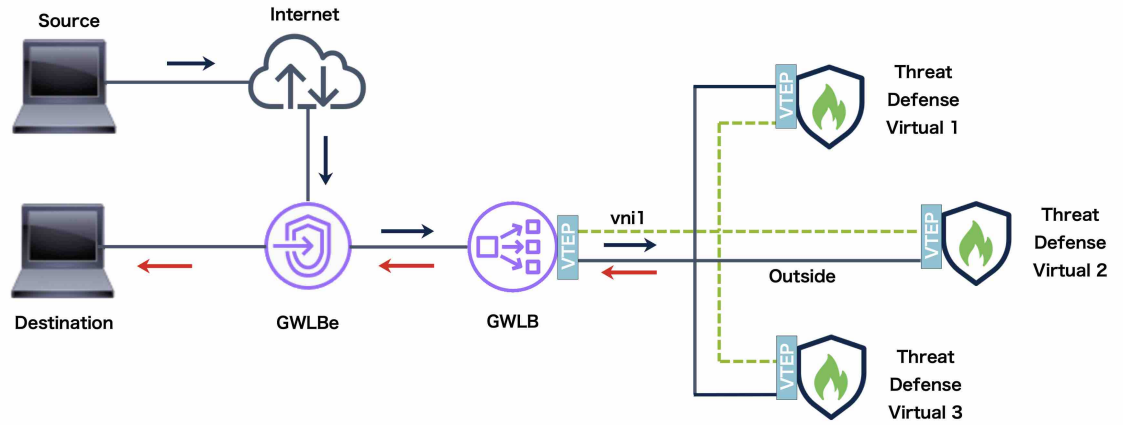 Source
Internet
VTEP
Threat
Defense
Virtual 1
vni1
VTEP
VTEP
Threat
Defense
Virtual 2
Outside
Destination
GWLBe
GWLB
VTEP
Threat
Defense
Virtual 3